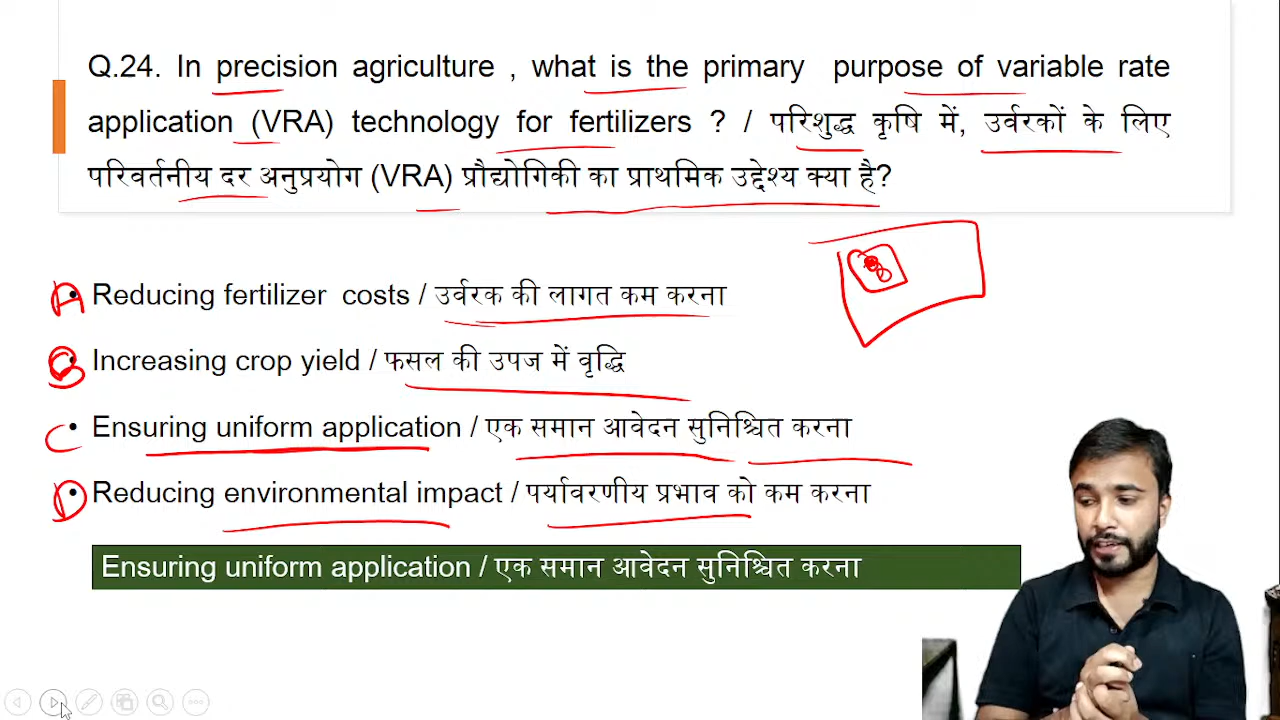 Q.24. In precision agriculture , what is the primary purpose of variable rate
application (VRA) technology for fertilizers ? / परिशुद्ध कृषि में, उर्वरकों के लिए
परिवर्तनीय दर अनुप्रयोग (VRA) प्रौद्योगिकी का प्राथमिक उद्देश्य क्या है?
A • Reducing fertilizer costs / उर्वरक की लागत कम करना
B • Increasing crop yield / फसल की उपज में वृद्धि
C • Ensuring uniform application / एक समान आवेदन सुनिश्चित करना
D • Reducing environmental impact / पर्यावरणीय प्रभाव को कम करना
Ensuring uniform application / एक समान आवेदन सुनिश्चित करना